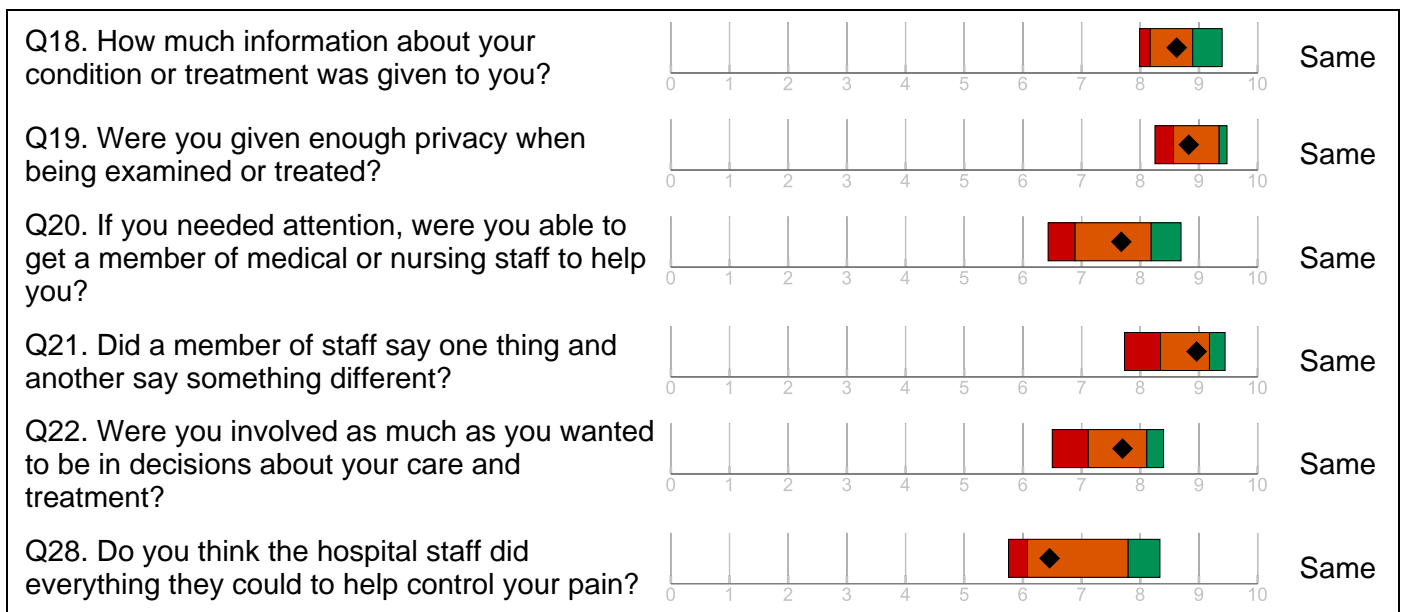 Q18. How much information about your
condition or treatment was given to you?
0 1 2 3 4 5 6 7 8 9 10
Same
Q19. Were you given enough privacy when
being examined or treated?
0 1 2 3 4 5 6 7 8 9 10
Same
Q20. If you needed attention, were you able to
get a member of medical or nursing staff to help
you?
0 1 2 3 4 5 6 7 8 9 10
Same
Q21. Did a member of staff say one thing and
another say something different?
0 1 2 3 4 5 6 7 8 9 10
Same
Q22. Were you involved as much as you wanted
to be in decisions about your care and
treatment?
0 1 2 3 4 5 6 7 8 9 10
Same
Q28. Do you think the hospital staff did
everything they could to help control your pain?
0 1 2 3 4 5 6 7 8 9 10
Same